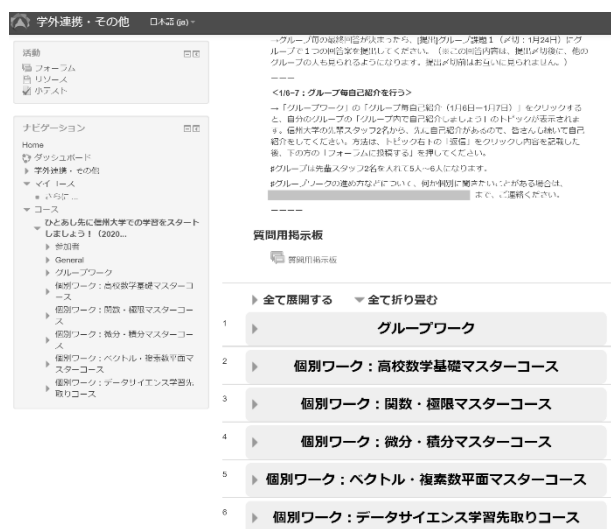 学外連携・その他 日本語 (ja)
活動
フォーラム
リソース
小テスト
ナビゲーション
Home
ダッシュボード
学外連携・その他
マイコース
さらに ...
コース
ひとあし先に信州大学での学習をスタート
しましょう！（2020...
参加者
General
グループワーク
個別ワーク：高校数学基礎マスターコ
ース
個別ワーク：関数・極限マスターコー
ス
個別ワーク：微分・積分マスターコー
ス
個別ワーク：ベクトル・複素数平面マ
スターコース
個別ワーク：データサイエンス学習先
取りコース
→グループ毎の最終回答が決まったら、[提出]グループ課題1（〆切：1月24日）にグ
ループで1つの回答案を提出してください。（※この回答内容は、提出〆切後に、他の
グループの人も見られるようになります。提出〆切前はお互いに見られません。）
ーーー
<1/6~7：グループ毎自己紹介を行う>
→「グループワーク」の「グループ毎自己紹介（1月6日ー1月7日）」をクリックする
と、自分のグループの「グループ内で自己紹介しましょう！のトピックが表示されま
す。信州大学の先輩スタッフ2名から、先に自己紹介があるので、皆さんも続いて自己
紹介をしてください。方法は、トピック右下の「返信」をクリックし内容を記載した
後、下の方の「フォーラムに投稿する」を押してください。
♯グループは先輩スタッフ2名を入れて5人～6人になります。
♯グループワークの進め方などについて、何か個別に聞きたいことがある場合は、
まで、ご連絡ください。
ーーーー
質問用掲示板
質問用掲示板
全て展開する 全て折り畳む
1 グループワーク
2 個別ワーク：高校数学基礎マスターコース
3 個別ワーク：関数・極限マスターコース
4 個別ワーク：微分・積分マスターコース
5 個別ワーク：ベクトル・複素数平面マスターコース
6 個別ワーク：データサイエンス学習先取りコース